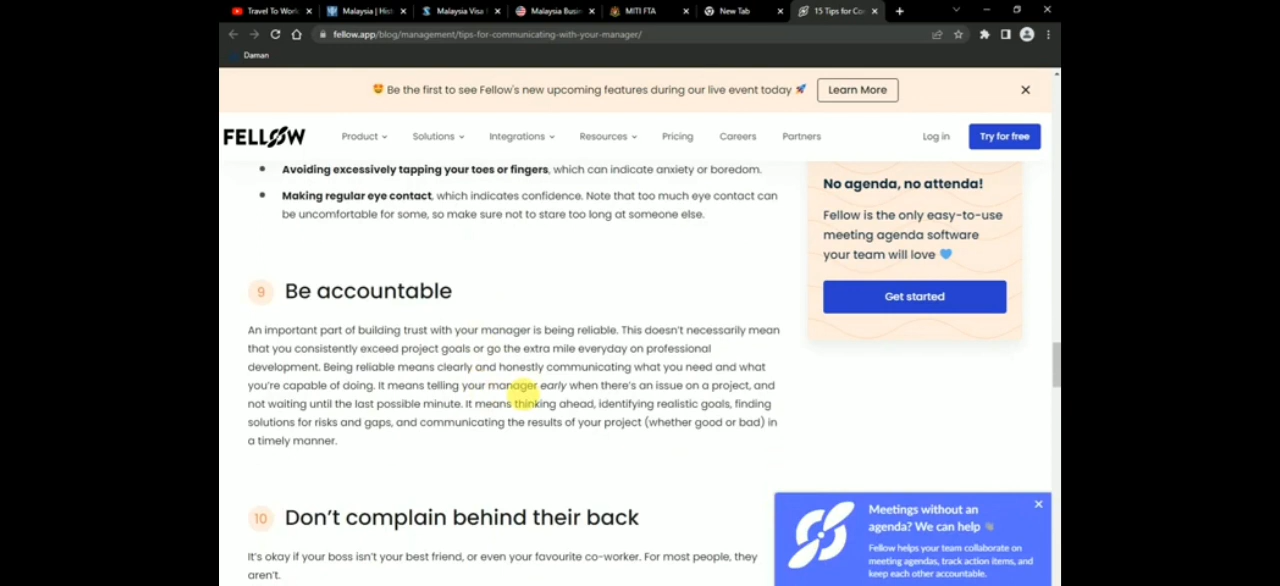 Travel To Work
Malaysia | Hist
Malaysia Visa
Malaysia Busin
MITI FTA
New Tab
15 Tips for Co
fellow.app/blog/management/tips-for-communicating-with-your-manager/
Daman
Be the first to see Fellow's new upcoming features during our live event today
Learn More
FELLOW
Product
Solutions
Integrations
Resources
Pricing
Careers
Partners
Log in
Try for free
Avoiding excessively tapping your toes or fingers, which can indicate anxiety or boredom.
Making regular eye contact, which indicates confidence. Note that too much eye contact can
be uncomfortable for some, so make sure not to stare too long at someone else.
No agenda, no attenda!
Fellow is the only easy-to-use
meeting agenda software
your team will love 💙
Get started
9 Be accountable
An important part of building trust with your manager is being reliable. This doesn't necessarily mean
that you consistently exceed project goals or go the extra mile everyday on professional
development. Being reliable means clearly and honestly communicating what you need and what
you're capable of doing. It means telling your manager early when there's an issue on a project, and
not waiting until the last possible minute. It means thinking ahead, identifying realistic goals, finding
solutions for risks and gaps, and communicating the results of your project (whether good or bad) in
a timely manner.
10 Don't complain behind their back
It's okay if your boss isn't your best friend, or even your favourite co-worker. For most people, they
aren't.
Meetings without an
agenda? We can help
Fellow helps your team collaborate on
meeting agendas, track action items, and
keep each other accountable.